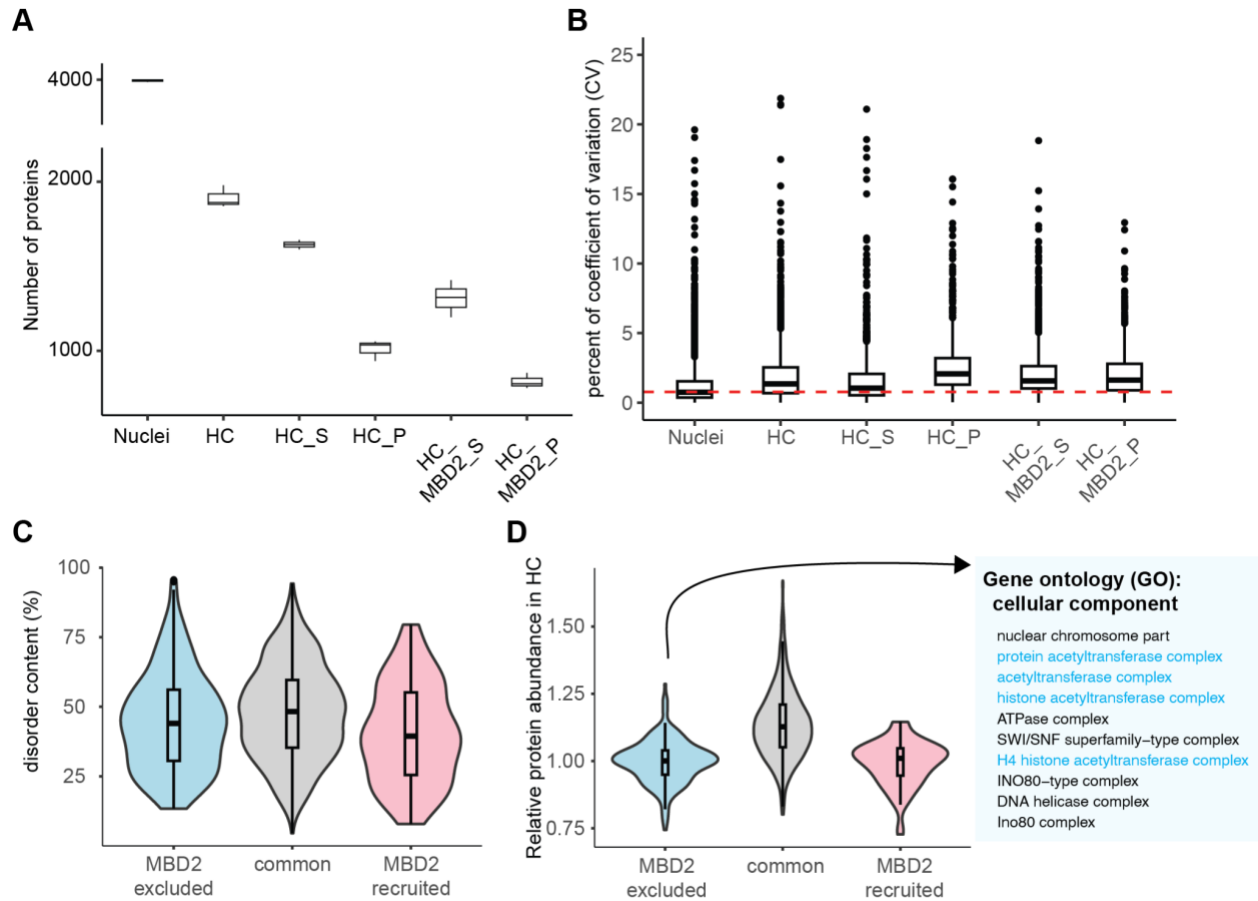 A
Number of proteins
4000
2000
1000
Nuclei
HC
HC_S
HC_P
HC_
MBD2_S
HC_
MBD2_P
B
percent of coefficient of variation (CV)
25
20
15
10
5
0
Nuclei
HC
HC_S
HC_P
HC_
MBD2_S
HC_
MBD2_P
C
disorder content (%)
100
75
50
25
MBD2
excluded
common
MBD2
recruited
D
Relative protein abundance in HC
1.50
1.25
1.00
0.75
MBD2
excluded
common
MBD2
recruited
Gene ontology (GO):
cellular component
nuclear chromosome part
protein acetyltransferase complex
acetyltransferase complex
histone acetyltransferase complex
ATPase complex
SWI/SNF superfamily−type complex
H4 histone acetyltransferase complex
INO80−type complex
DNA helicase complex
Ino80 complex